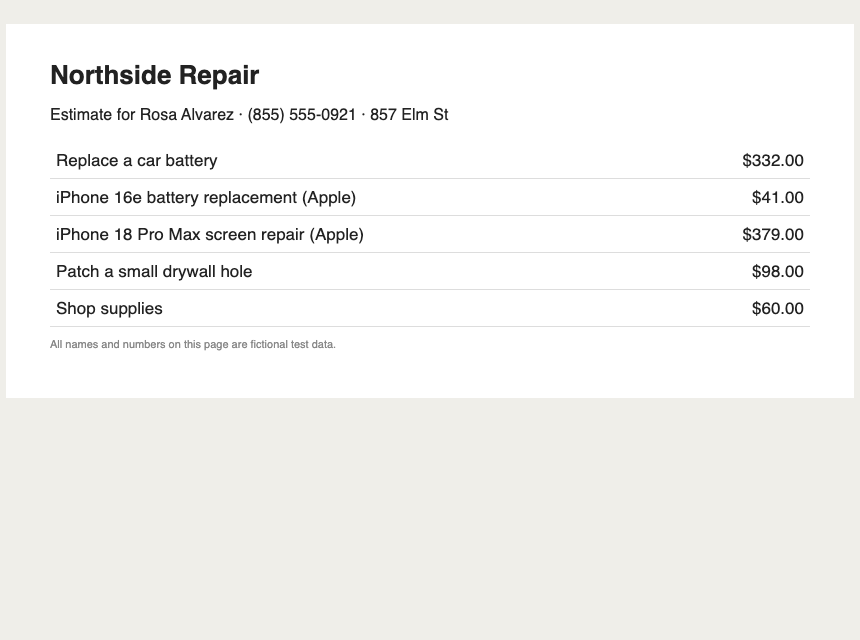 Northside Repair
Estimate for Rosa Alvarez · (855) 555-0921 · 857 Elm St
Replace a car battery $332.00
iPhone 16e battery replacement (Apple) $41.00
iPhone 18 Pro Max screen repair (Apple) $379.00
Patch a small drywall hole $98.00
Shop supplies $60.00
All names and numbers on this page are fictional test data.